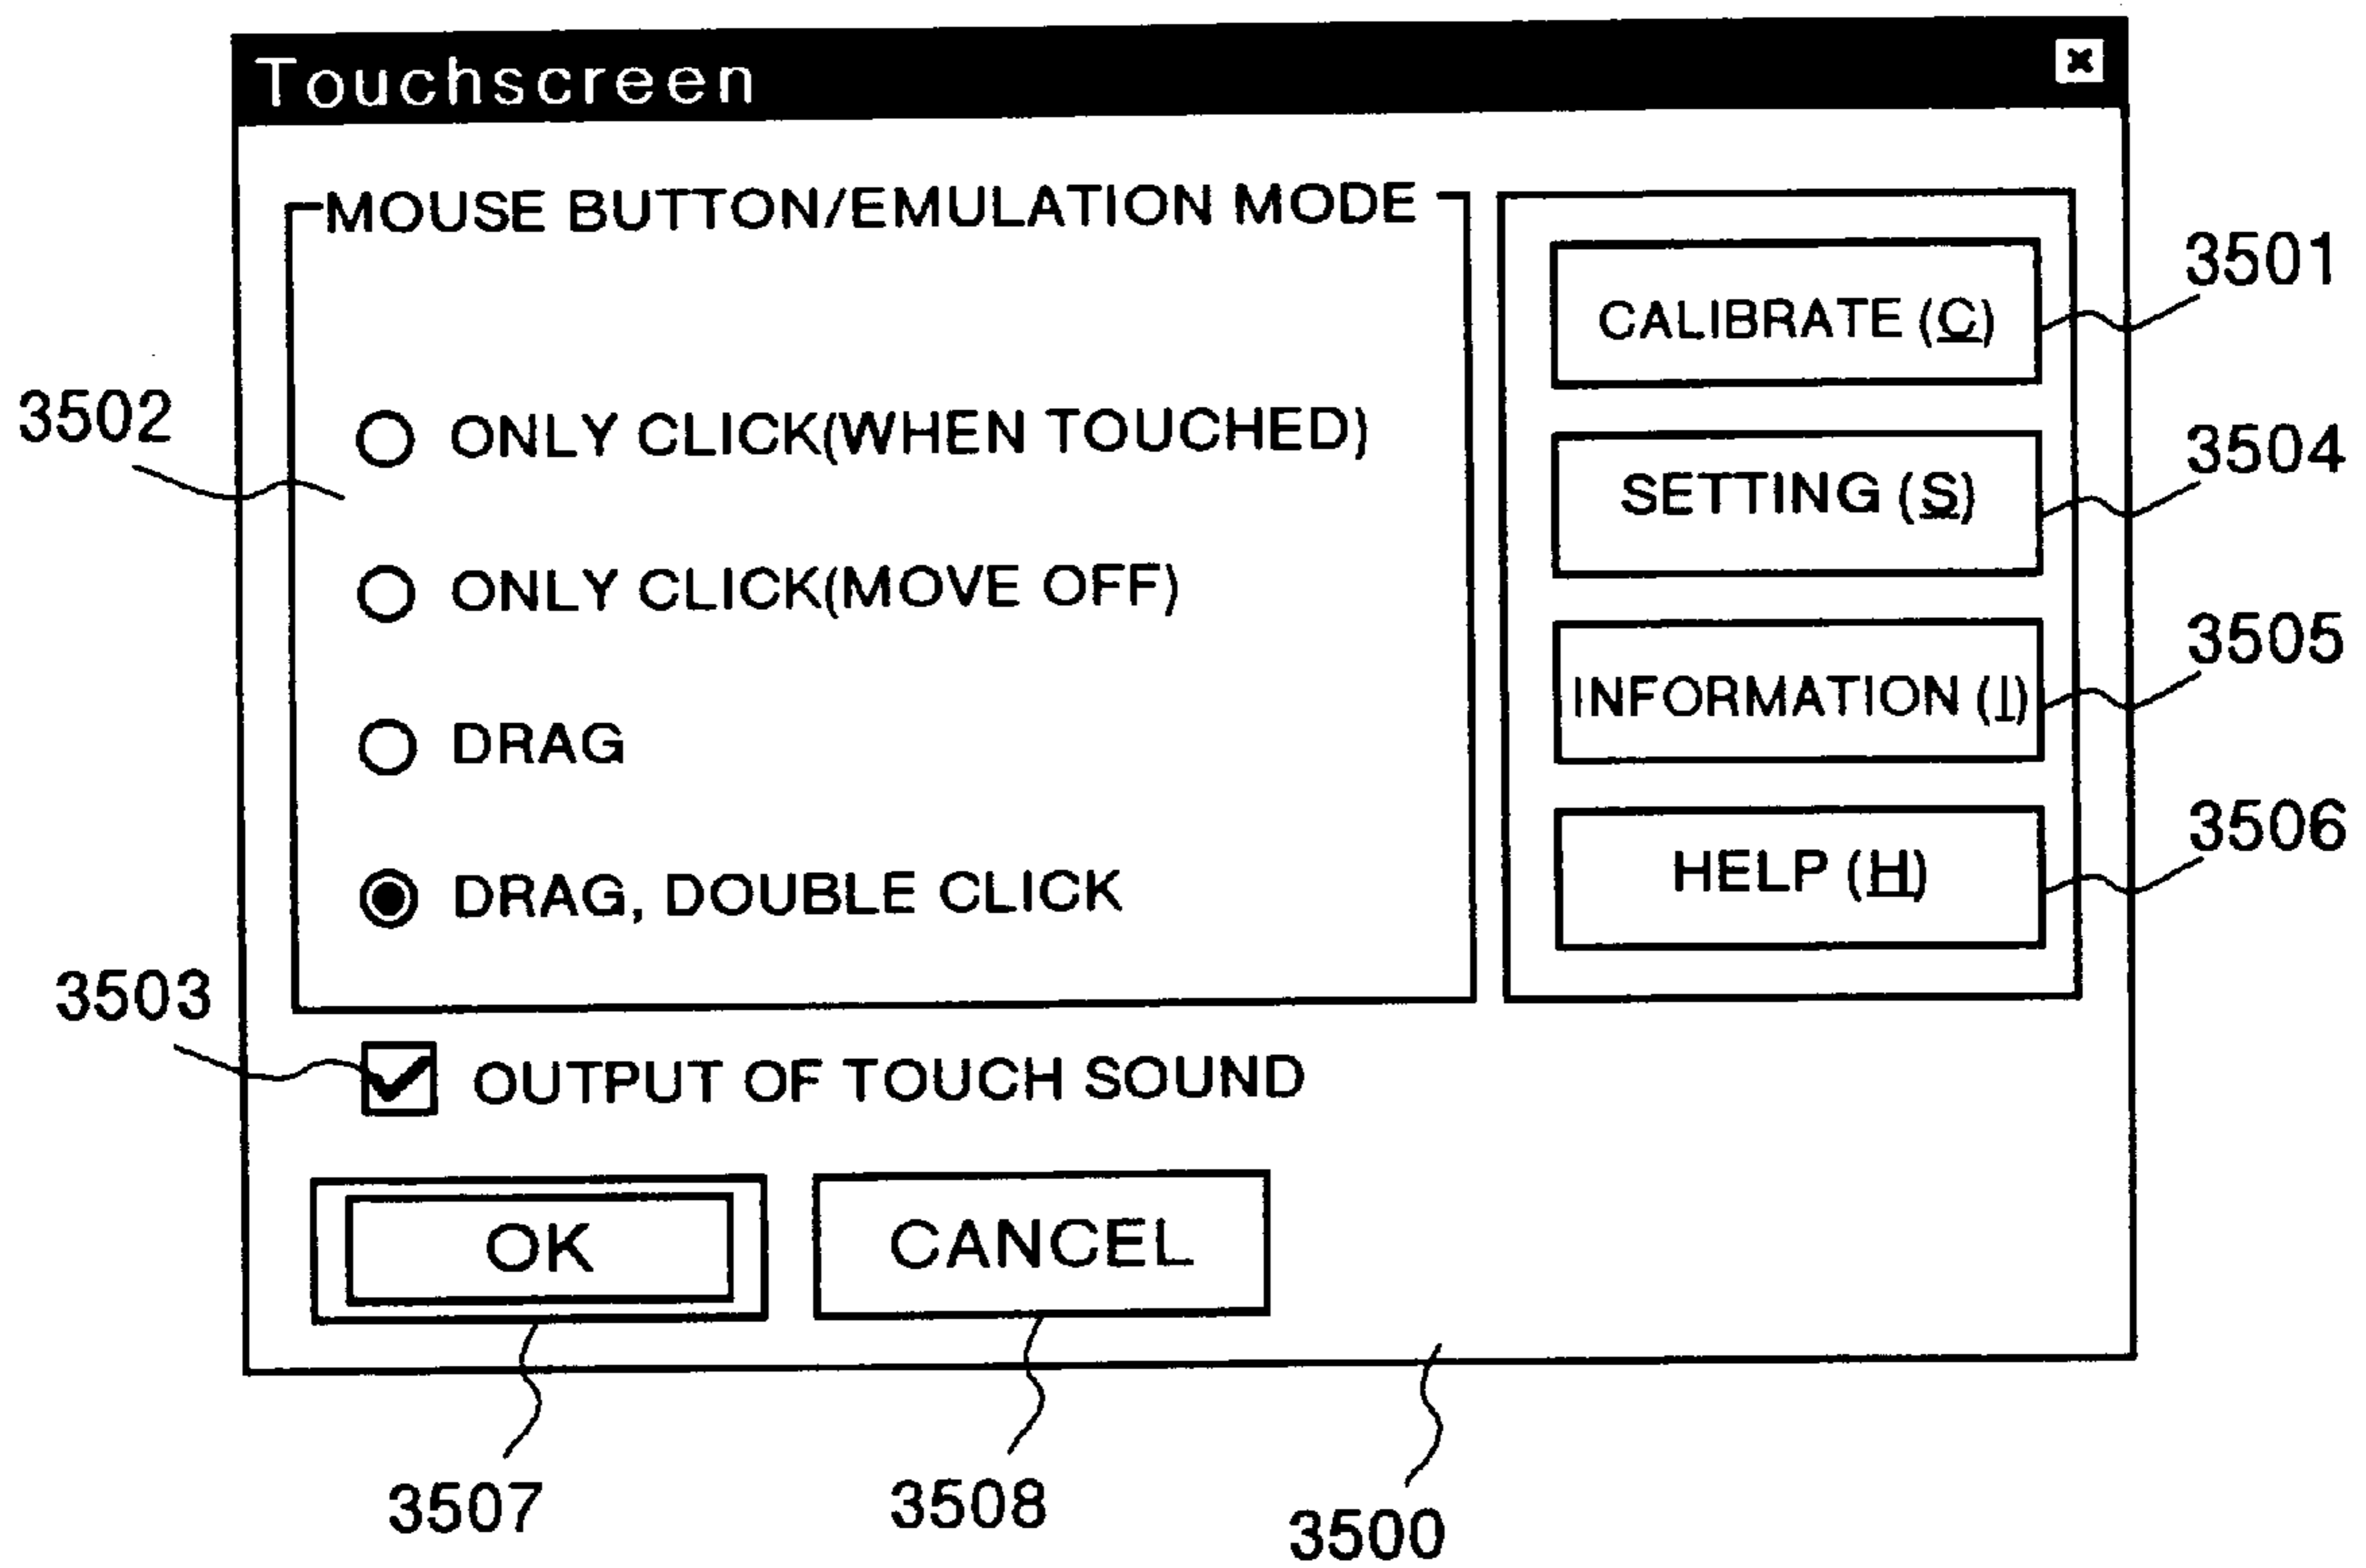 Touchscreen
MOUSE BUTTON/EMULATION MODE
3502
ONLY CLICK(WHEN TOUCHED)
ONLY CLICK(MOVE OFF)
DRAG
DRAG, DOUBLE CLICK
CALIBRATE (C)
3501
SETTING (S)
3504
INFORMATION (I)
3505
HELP (H)
3506
3503
OUTPUT OF TOUCH SOUND
OK
CANCEL
3507
3508
3500